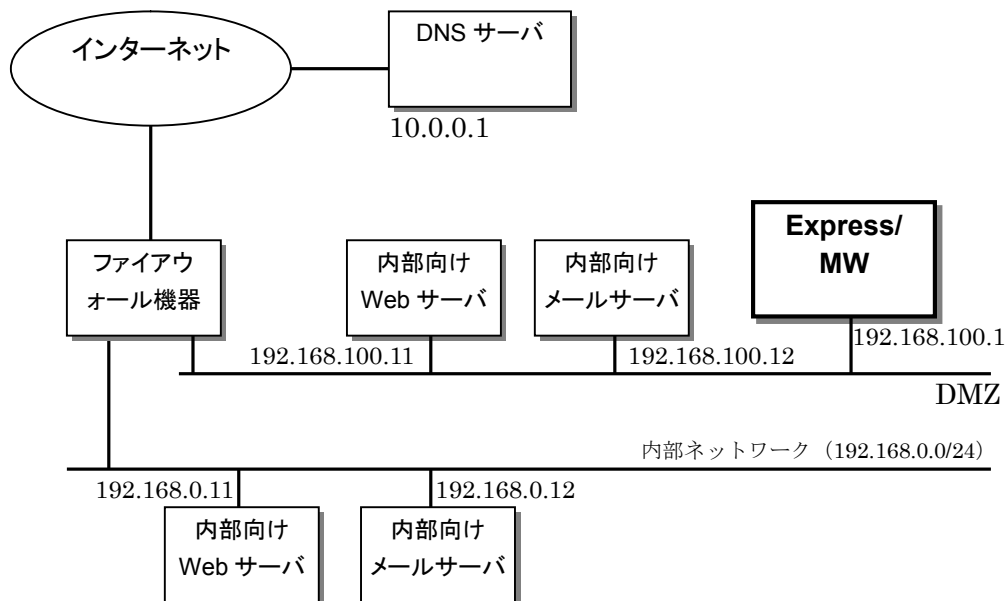 インターネット
DNS サーバ
10.0.0.1
ファイアウ
ォール機器
内部向け
Web サーバ
内部向け
メールサーバ
Express/
MW
192.168.100.11
192.168.100.12
192.168.100.1
DMZ
内部ネットワーク（192.168.0.0/24）
192.168.0.11
192.168.0.12
内部向け
Web サーバ
内部向け
メールサーバ